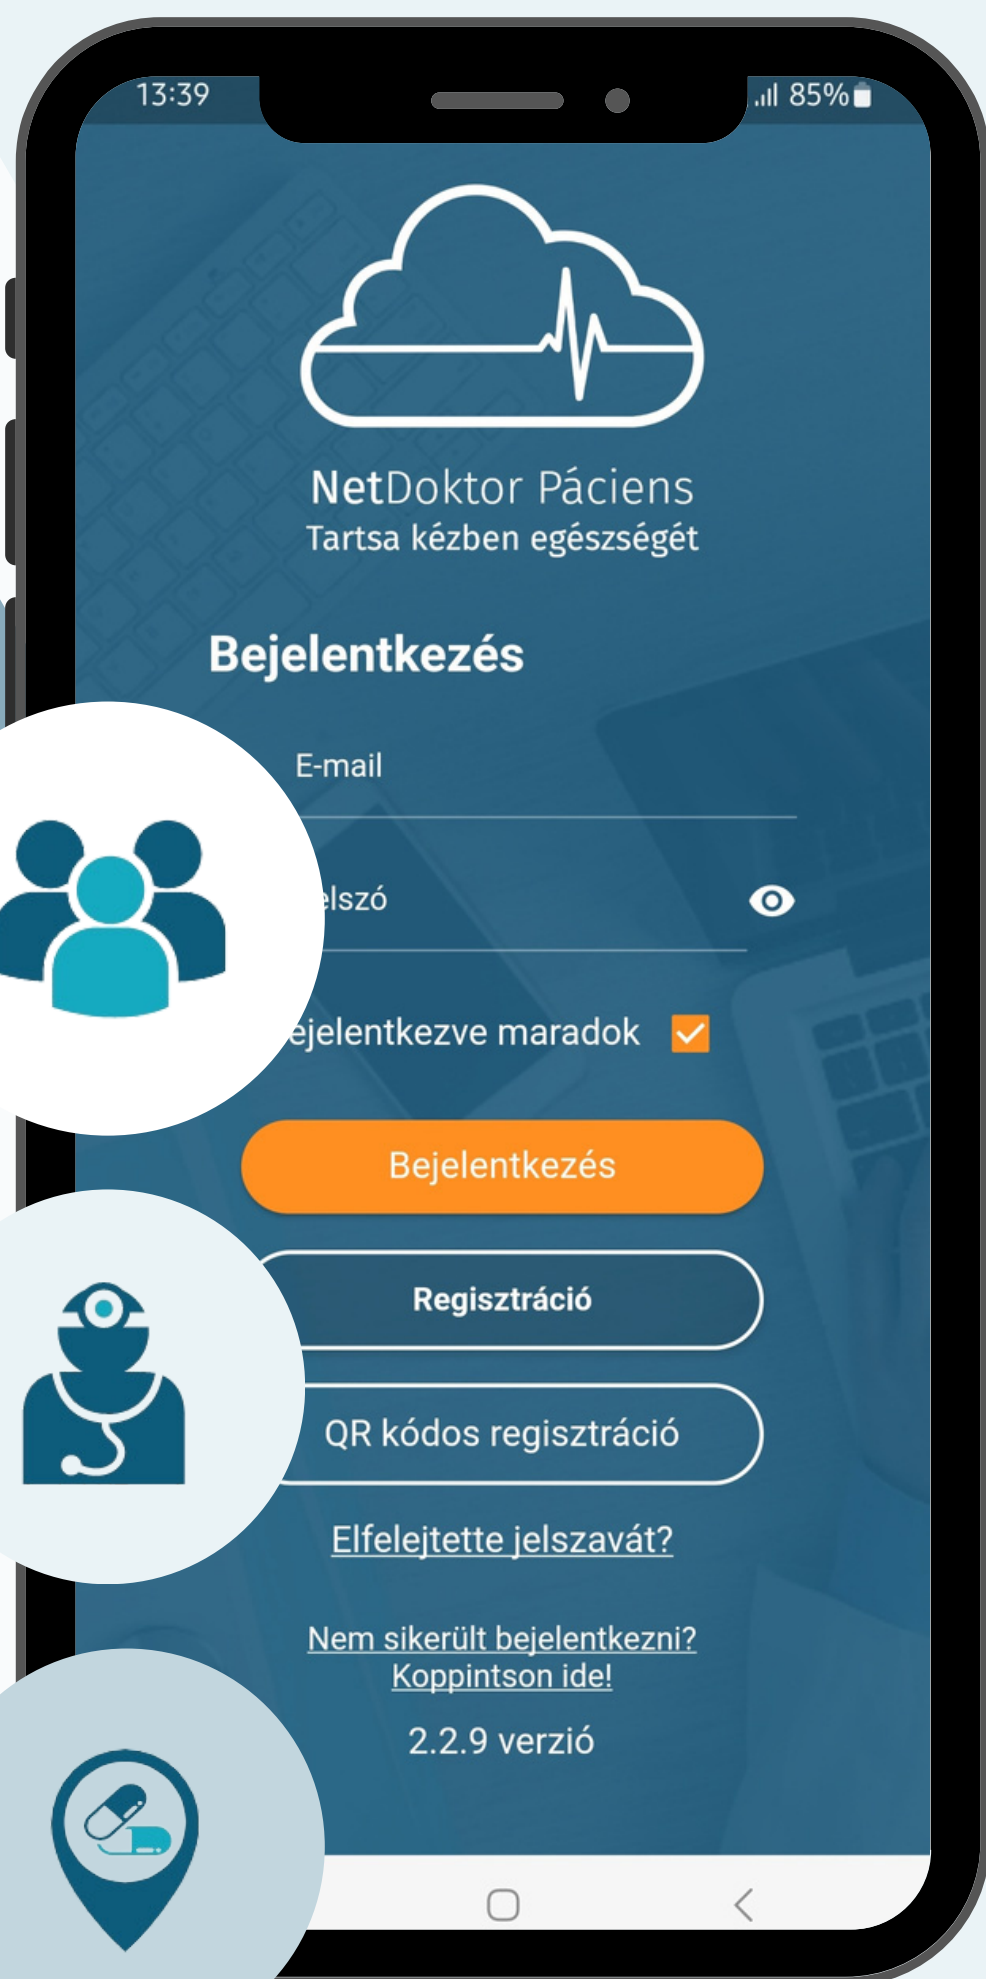 13:39
85%
NetDoktor Páciens
Tartsa kézben egészségét
Bejelentkezés
E-mail
elszó
ejelentkezve maradok
Bejelentkezés
Regisztráció
QR kódos regisztráció
Elfelejtette jelszavát?
Nem sikerült bejelentkezni?
Koppintson ide!
2.2.9 verzió